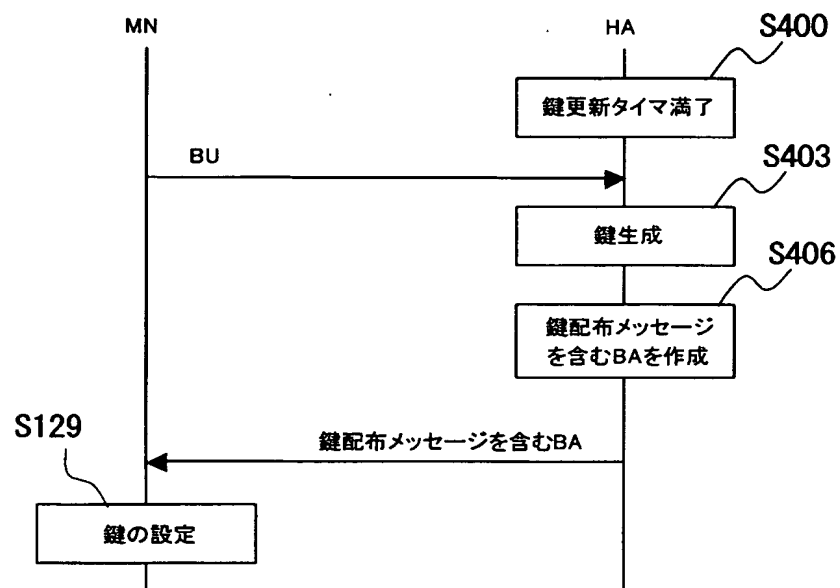 MN
HA
S400
鍵更新タイマ満了
BU
S403
鍵生成
S406
鍵配布メッセージ
を含むBAを作成
S129
鍵配布メッセージを含むBA
鍵の設定